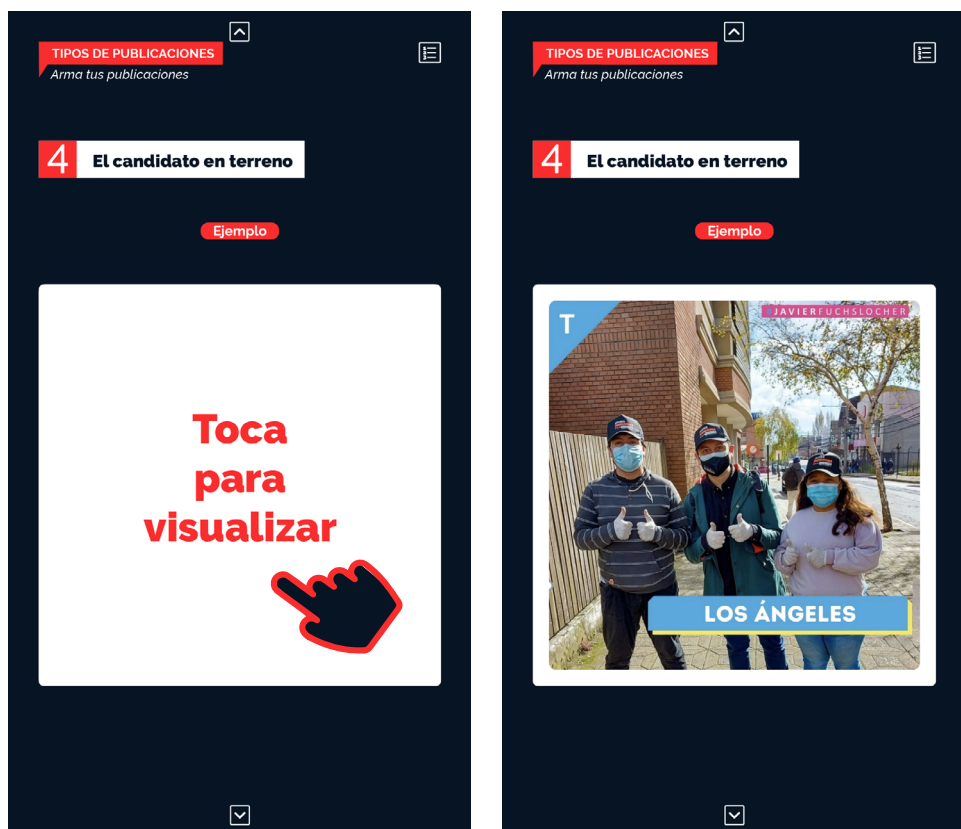 TIPOS DE PUBLICACIONES
Arma tus publicaciones
4 El candidato en terreno
Ejemplo
Toca
para
visualizar
TIPOS DE PUBLICACIONES
Arma tus publicaciones
4 El candidato en terreno
Ejemplo
T
JAVIERFUCHSLOCHER
LOS ÁNGELES